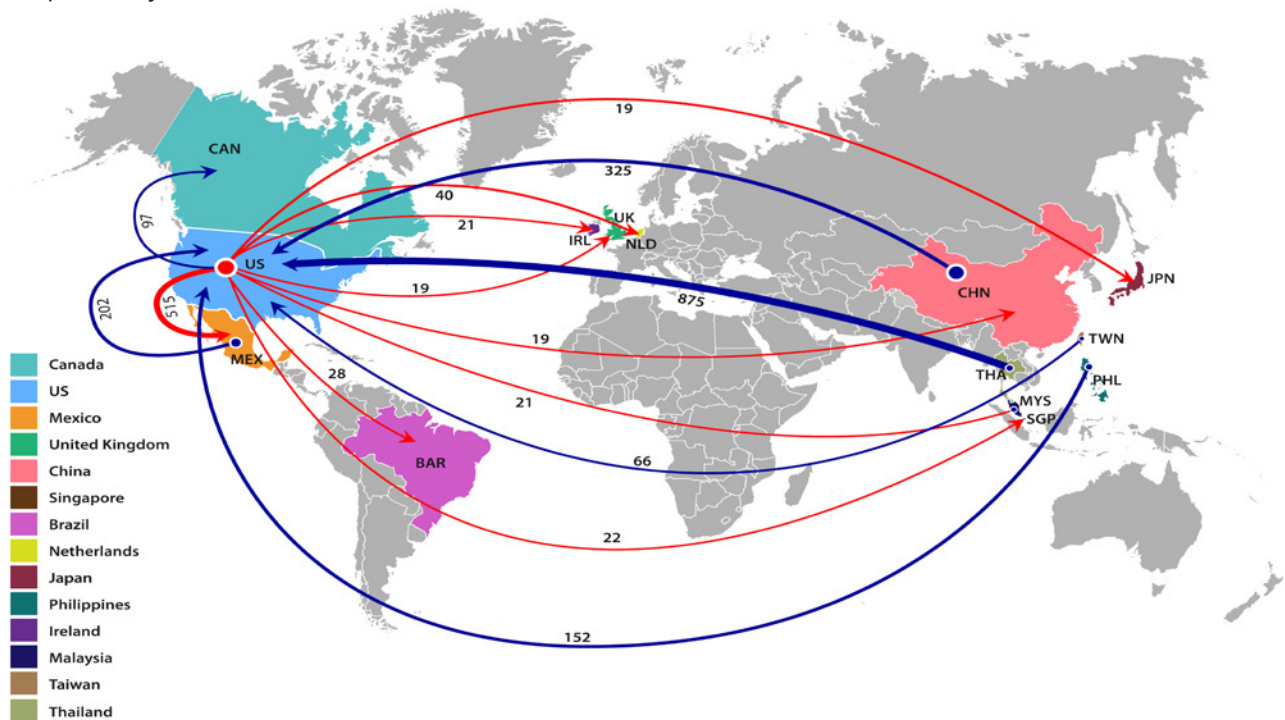 19
CAN
325
40
UK
97
21
IRL
NLD
US
JPN
CHN
19
875
202
515
19
TWN
MEX
THA
PHL
28
21
MYS
SGP
BAR
66
22
152
Canada
US
Mexico
United Kingdom
China
Singapore
Brazil
Netherlands
Japan
Philippines
Ireland
Malaysia
Taiwan
Thailand